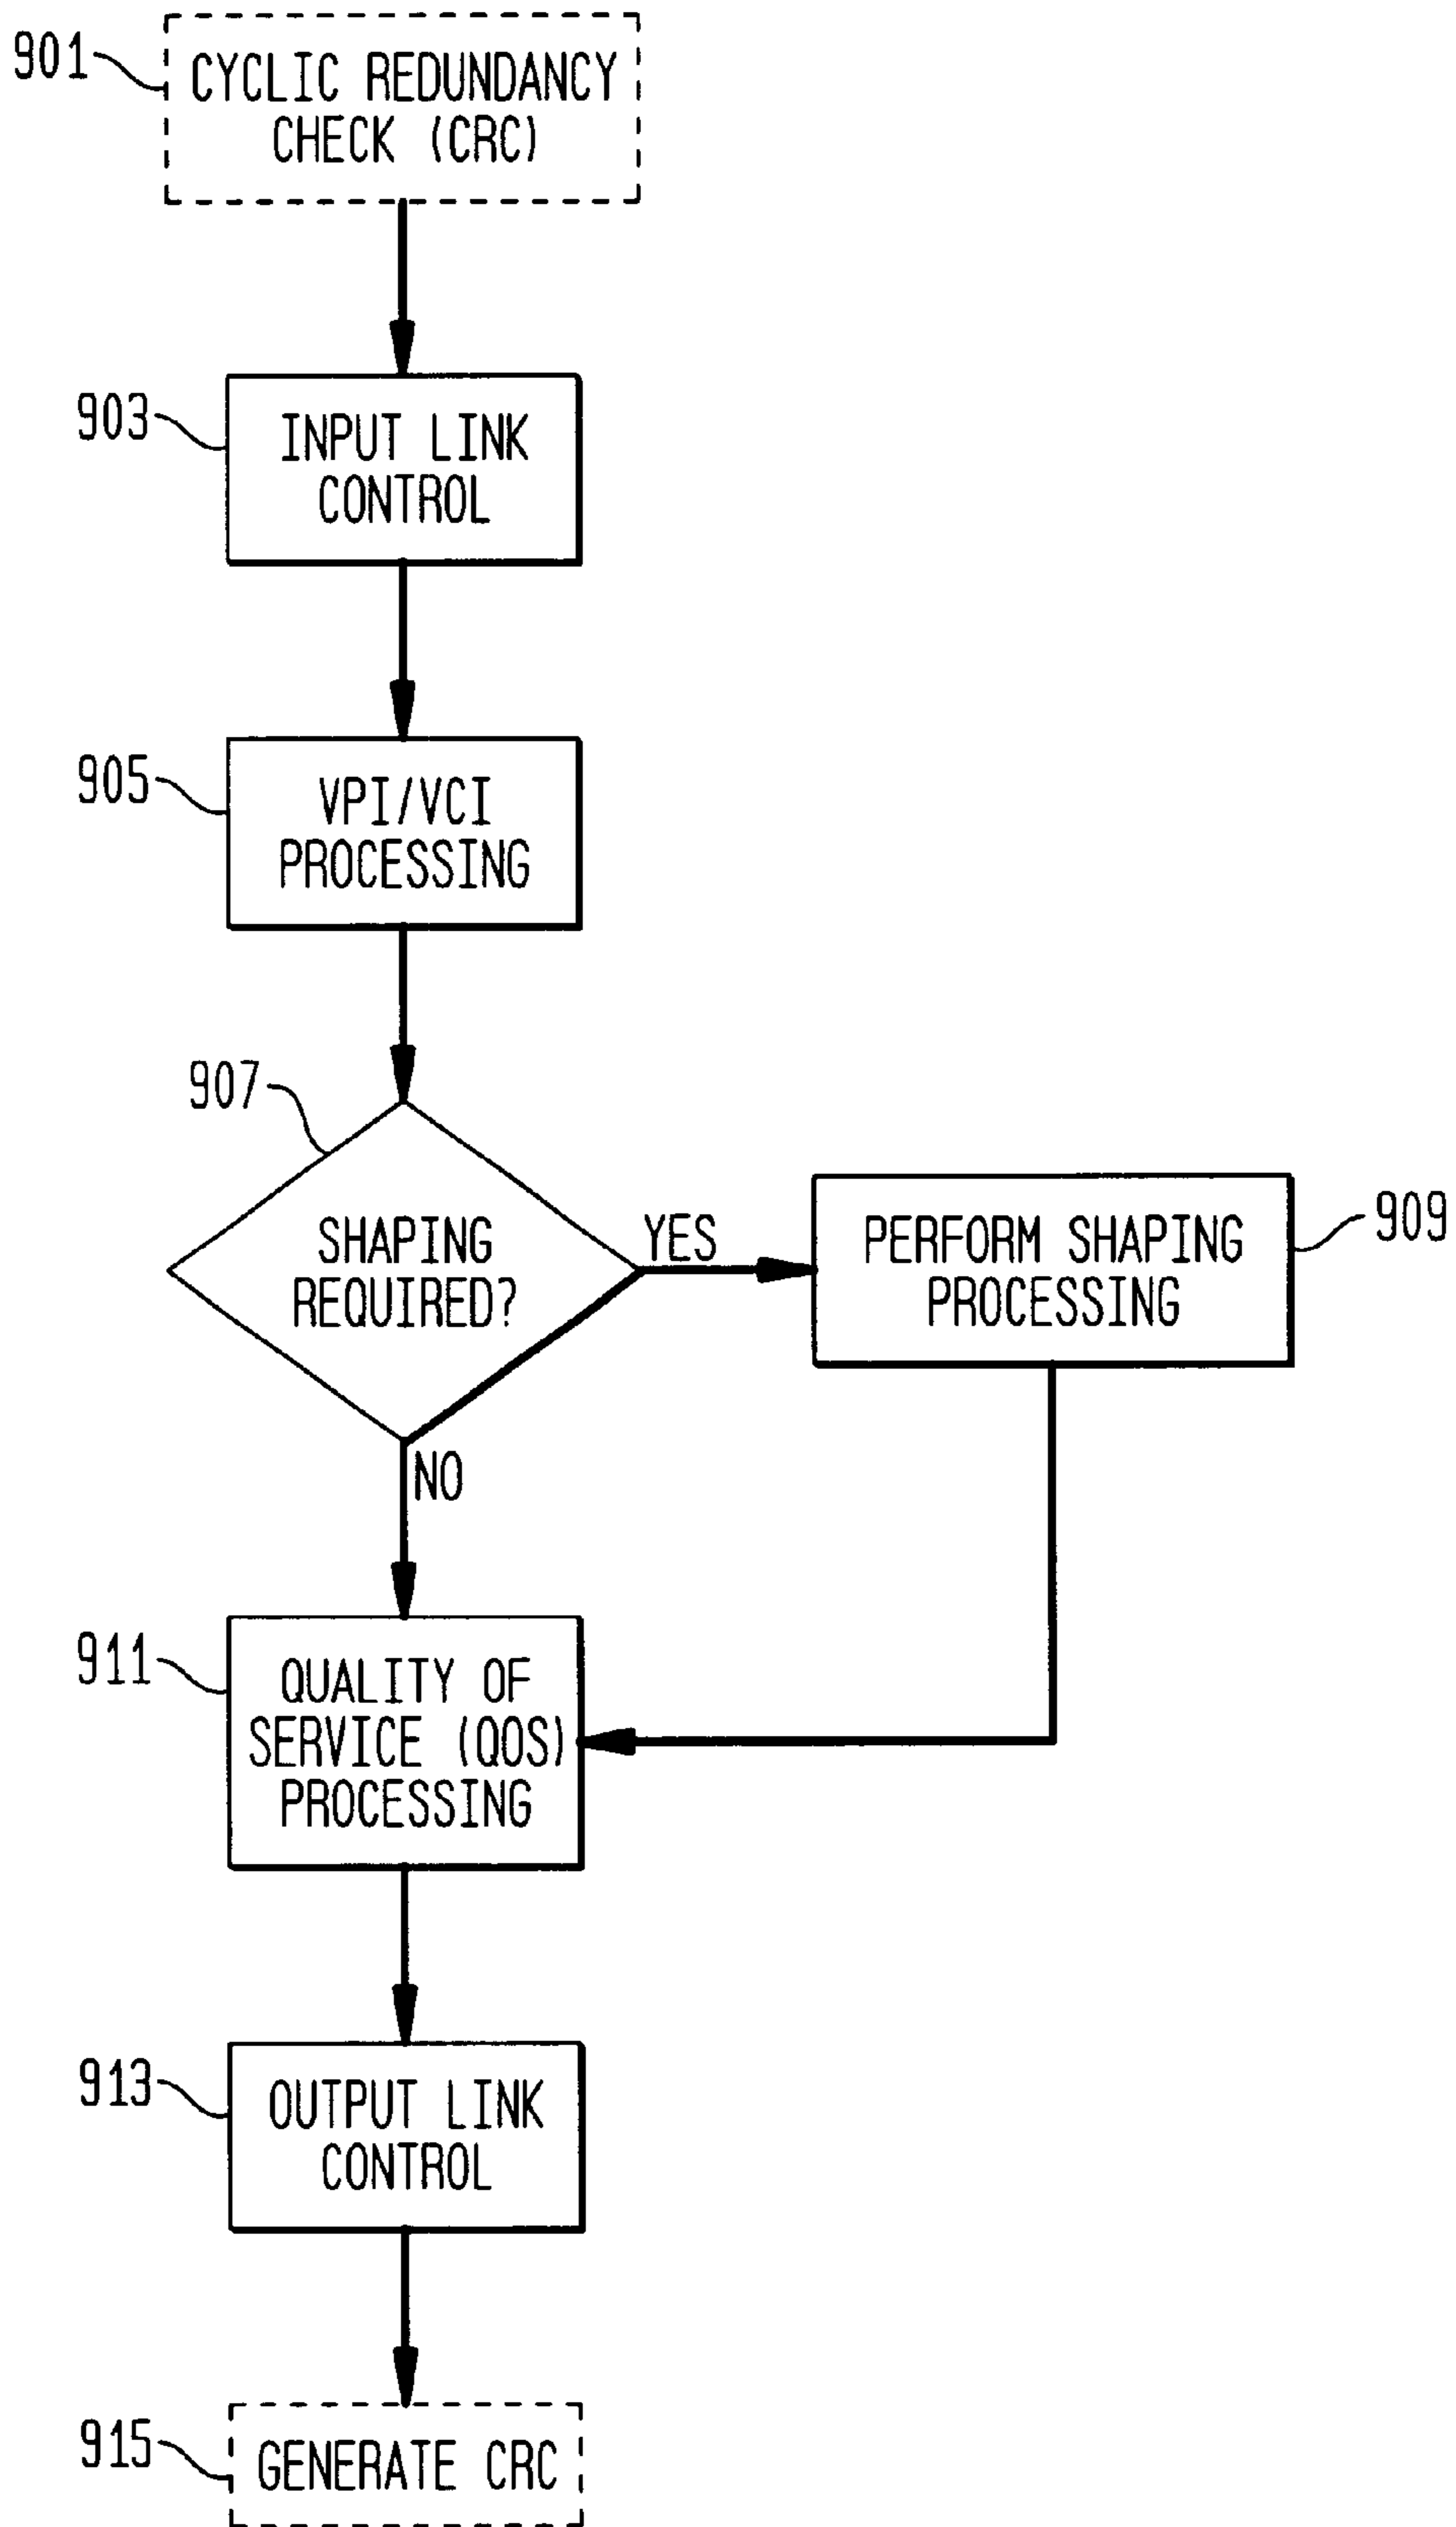 901
CYCLIC REDUNDANCY
CHECK (CRC)
903
INPUT LINK
CONTROL
905
VPI/VCI
PROCESSING
907
SHAPING
REQUIRED?
YES
NO
PERFORM SHAPING
PROCESSING
909
911
QUALITY OF
SERVICE (QOS)
PROCESSING
913
OUTPUT LINK
CONTROL
915
GENERATE CRC